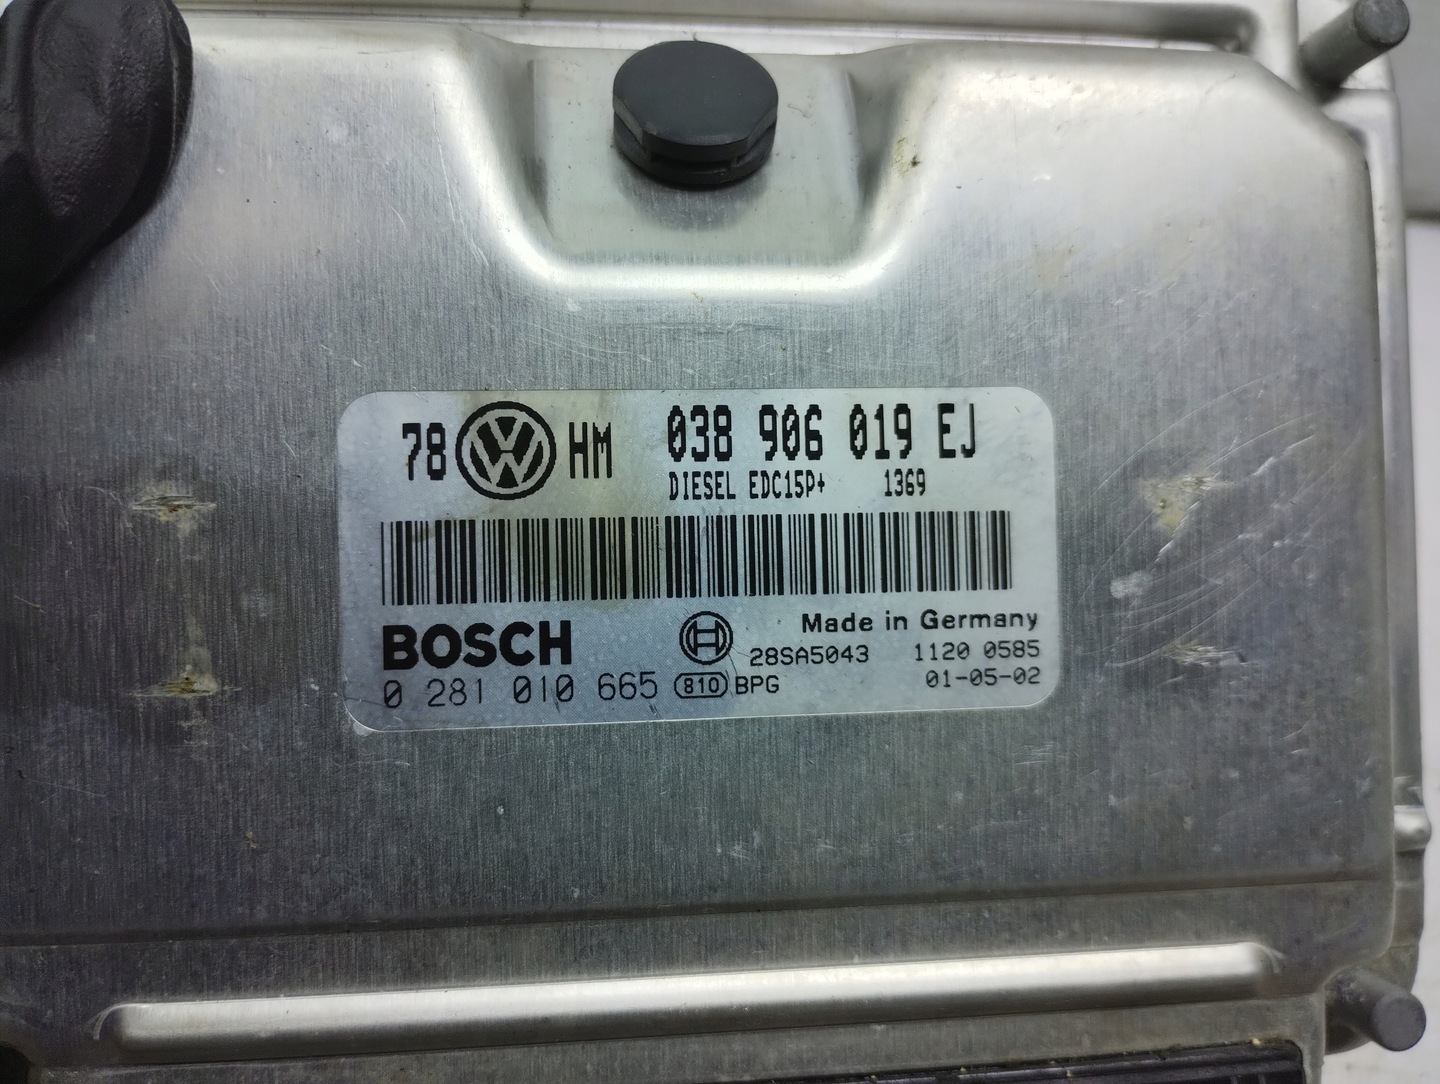 78 VW HM 038 906 019 EJ
DIESEL EDC15P+ 1369
BOSCH Made in Germany
28SA5043 1120 0585
0 281 010 665 810 BPG 01-05-02